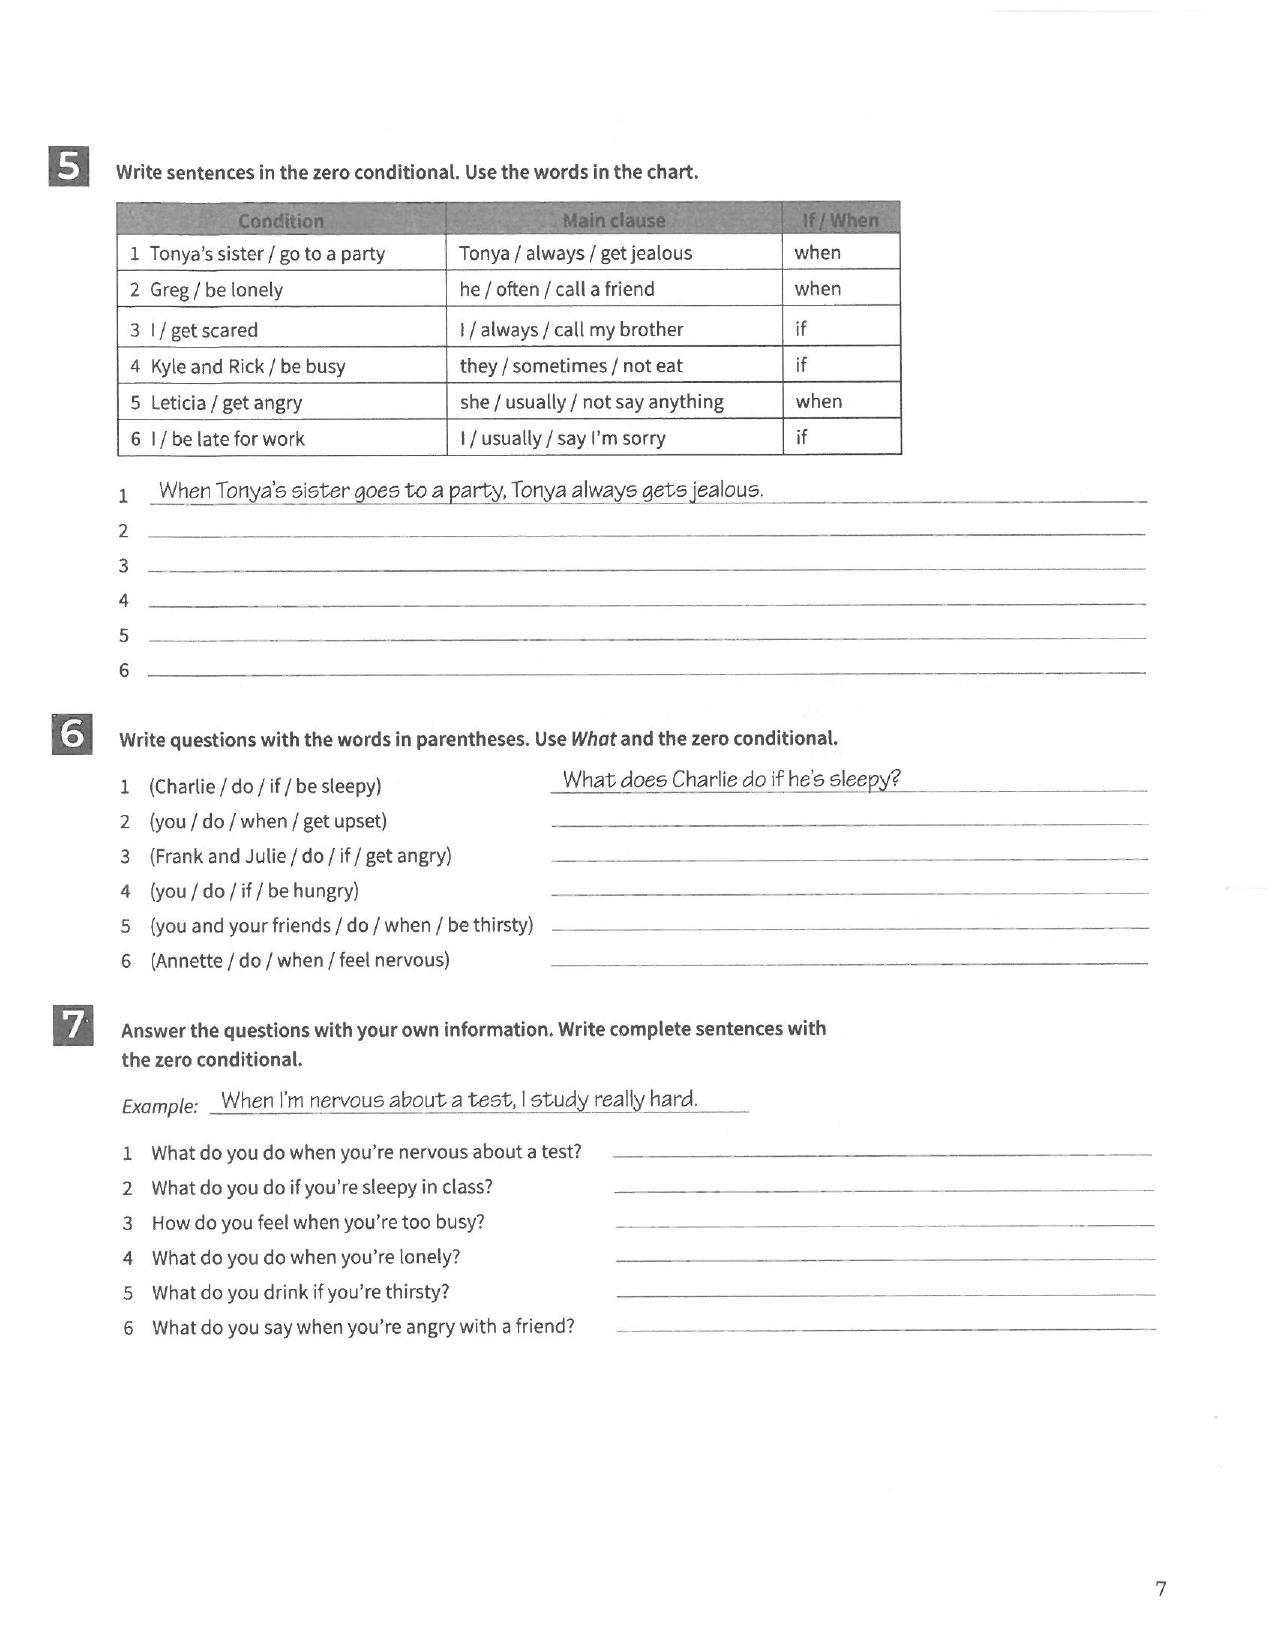 5 Write sentences in the zero conditional. Use the words in the chart.
Condition Main clause If / When
1 Tonya's sister / go to a party Tonya / always / get jealous when
2 Greg / be lonely he / often / call a friend when
3 I / get scared I / always / call my brother if
4 Kyle and Rick / be busy they / sometimes / not eat if
5 Leticia / get angry she / usually / not say anything when
6 I / be late for work I / usually / say I'm sorry if
1 When Tonya's sister goes to a party, Tonya always gets jealous.
2
3
4
5
6
6 Write questions with the words in parentheses. Use What and the zero conditional.
1 (Charlie / do / if / be sleepy) What does Charlie do if he's sleepy?
2 (you / do / when / get upset)
3 (Frank and Julie / do / if / get angry)
4 (you / do / if / be hungry)
5 (you and your friends / do / when / be thirsty)
6 (Annette / do / when / feel nervous)
7 Answer the questions with your own information. Write complete sentences with
the zero conditional.
Example: When I'm nervous about a test, I study really hard.
1 What do you do when you're nervous about a test?
2 What do you do if you're sleepy in class?
3 How do you feel when you're too busy?
4 What do you do when you're lonely?
5 What do you drink if you're thirsty?
6 What do you say when you're angry with a friend?
7